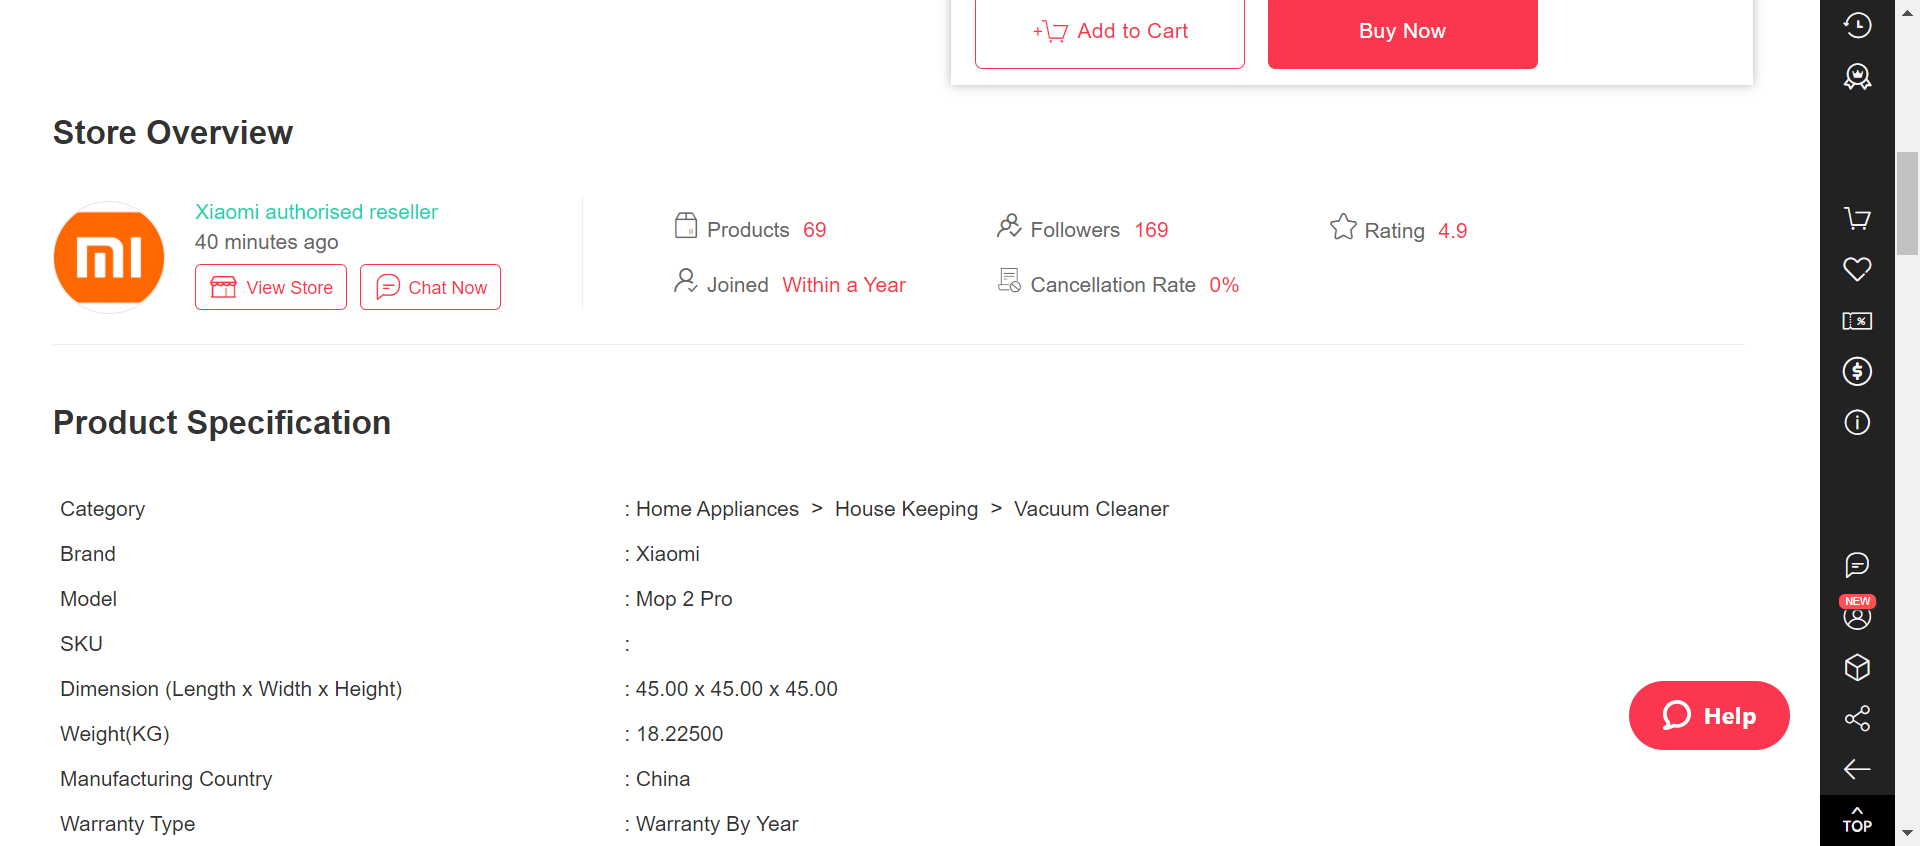 Add to Cart
Buy Now
Store Overview
Xiaomi authorised reseller
40 minutes ago
View Store
Chat Now
Products 69
Followers 169
Rating 4.9
Joined Within a Year
Cancellation Rate 0%
Product Specification
Category : Home Appliances > House Keeping > Vacuum Cleaner
Brand : Xiaomi
Model : Mop 2 Pro
SKU :
Dimension (Length x Width x Height) : 45.00 x 45.00 x 45.00
Weight(KG) : 18.22500
Manufacturing Country : China
Warranty Type : Warranty By Year
NEW
Help
TOP